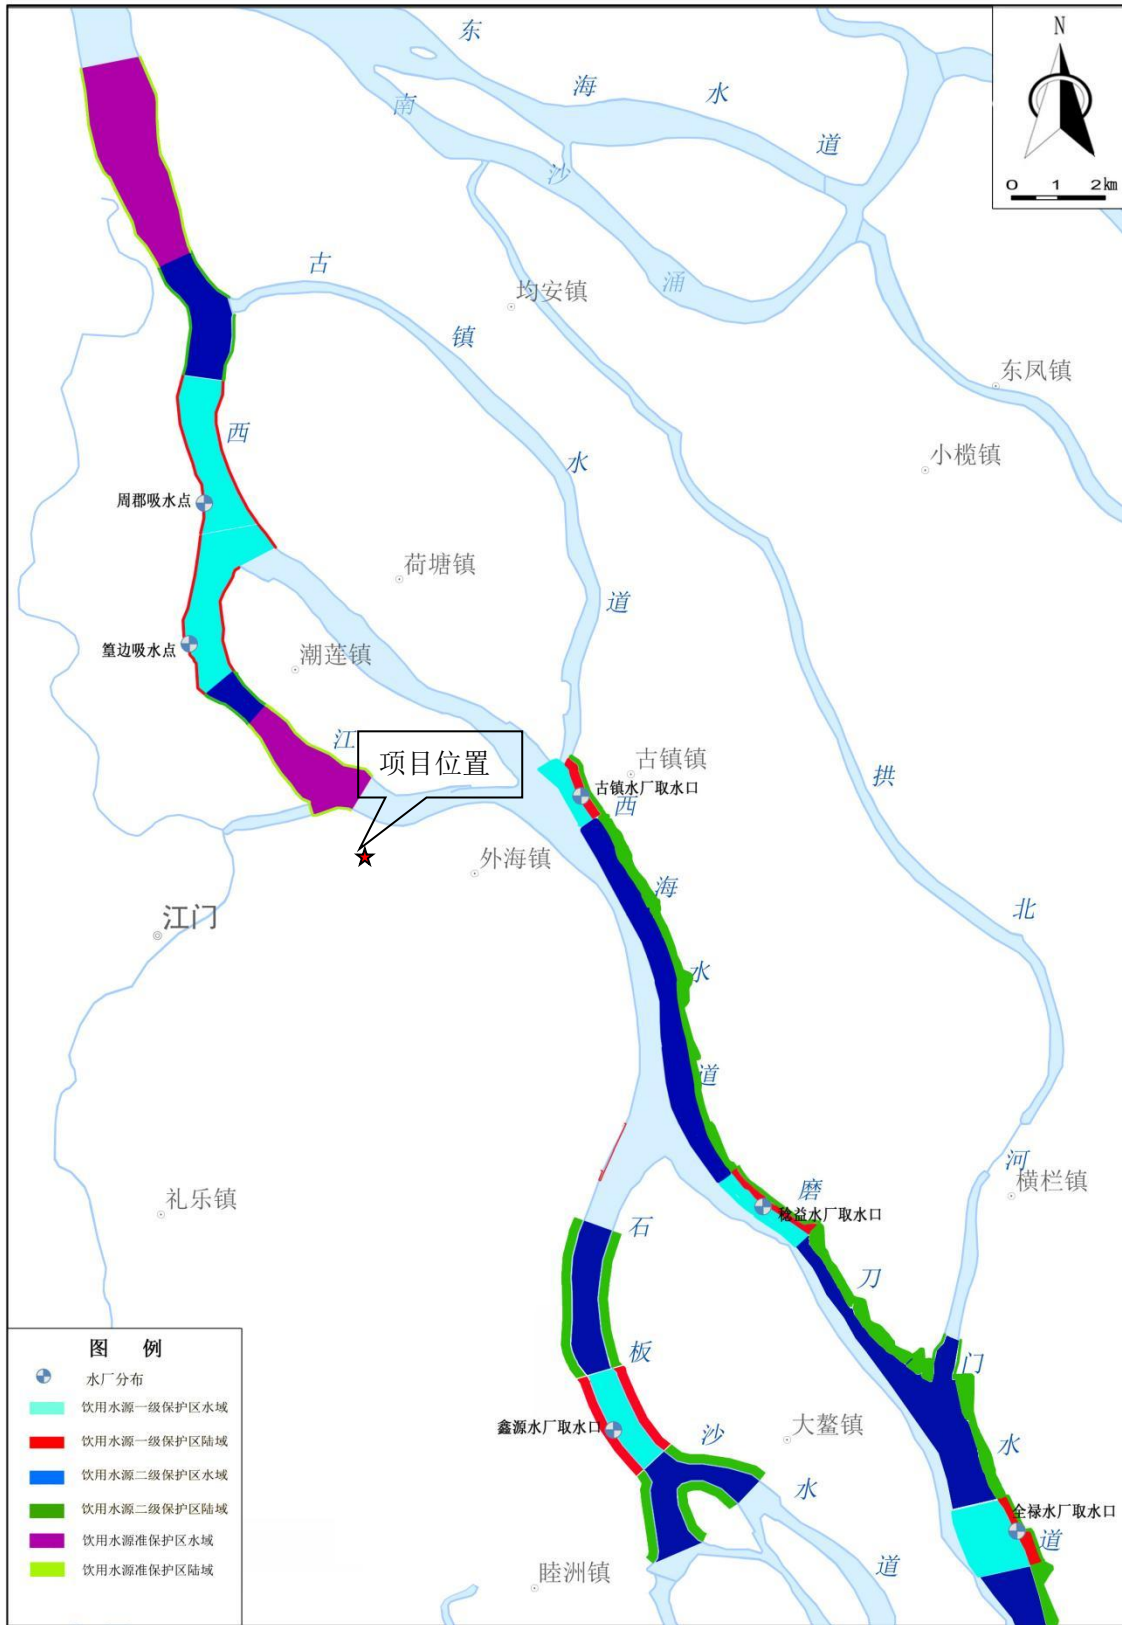 N
0 1 2km
东
海
水
道
南
沙
涌
古
镇
水
道
均安镇
东凤镇
小榄镇
西
江
周郡吸水点
荷塘镇
篁边吸水点
潮莲镇
项目位置
古镇镇
古镇水厂取水口
外海镇
江门
西
海
水
道
拱
北
河
横栏镇
磨
刀
门
水
道
稔益水厂取水口
礼乐镇
石
板
沙
水
道
鑫源水厂取水口
大鳌镇
全禄水厂取水口
睦洲镇
图 例
水厂分布
饮用水源一级保护区水域
饮用水源一级保护区陆域
饮用水源二级保护区水域
饮用水源二级保护区陆域
饮用水源准保护区水域
饮用水源准保护区陆域